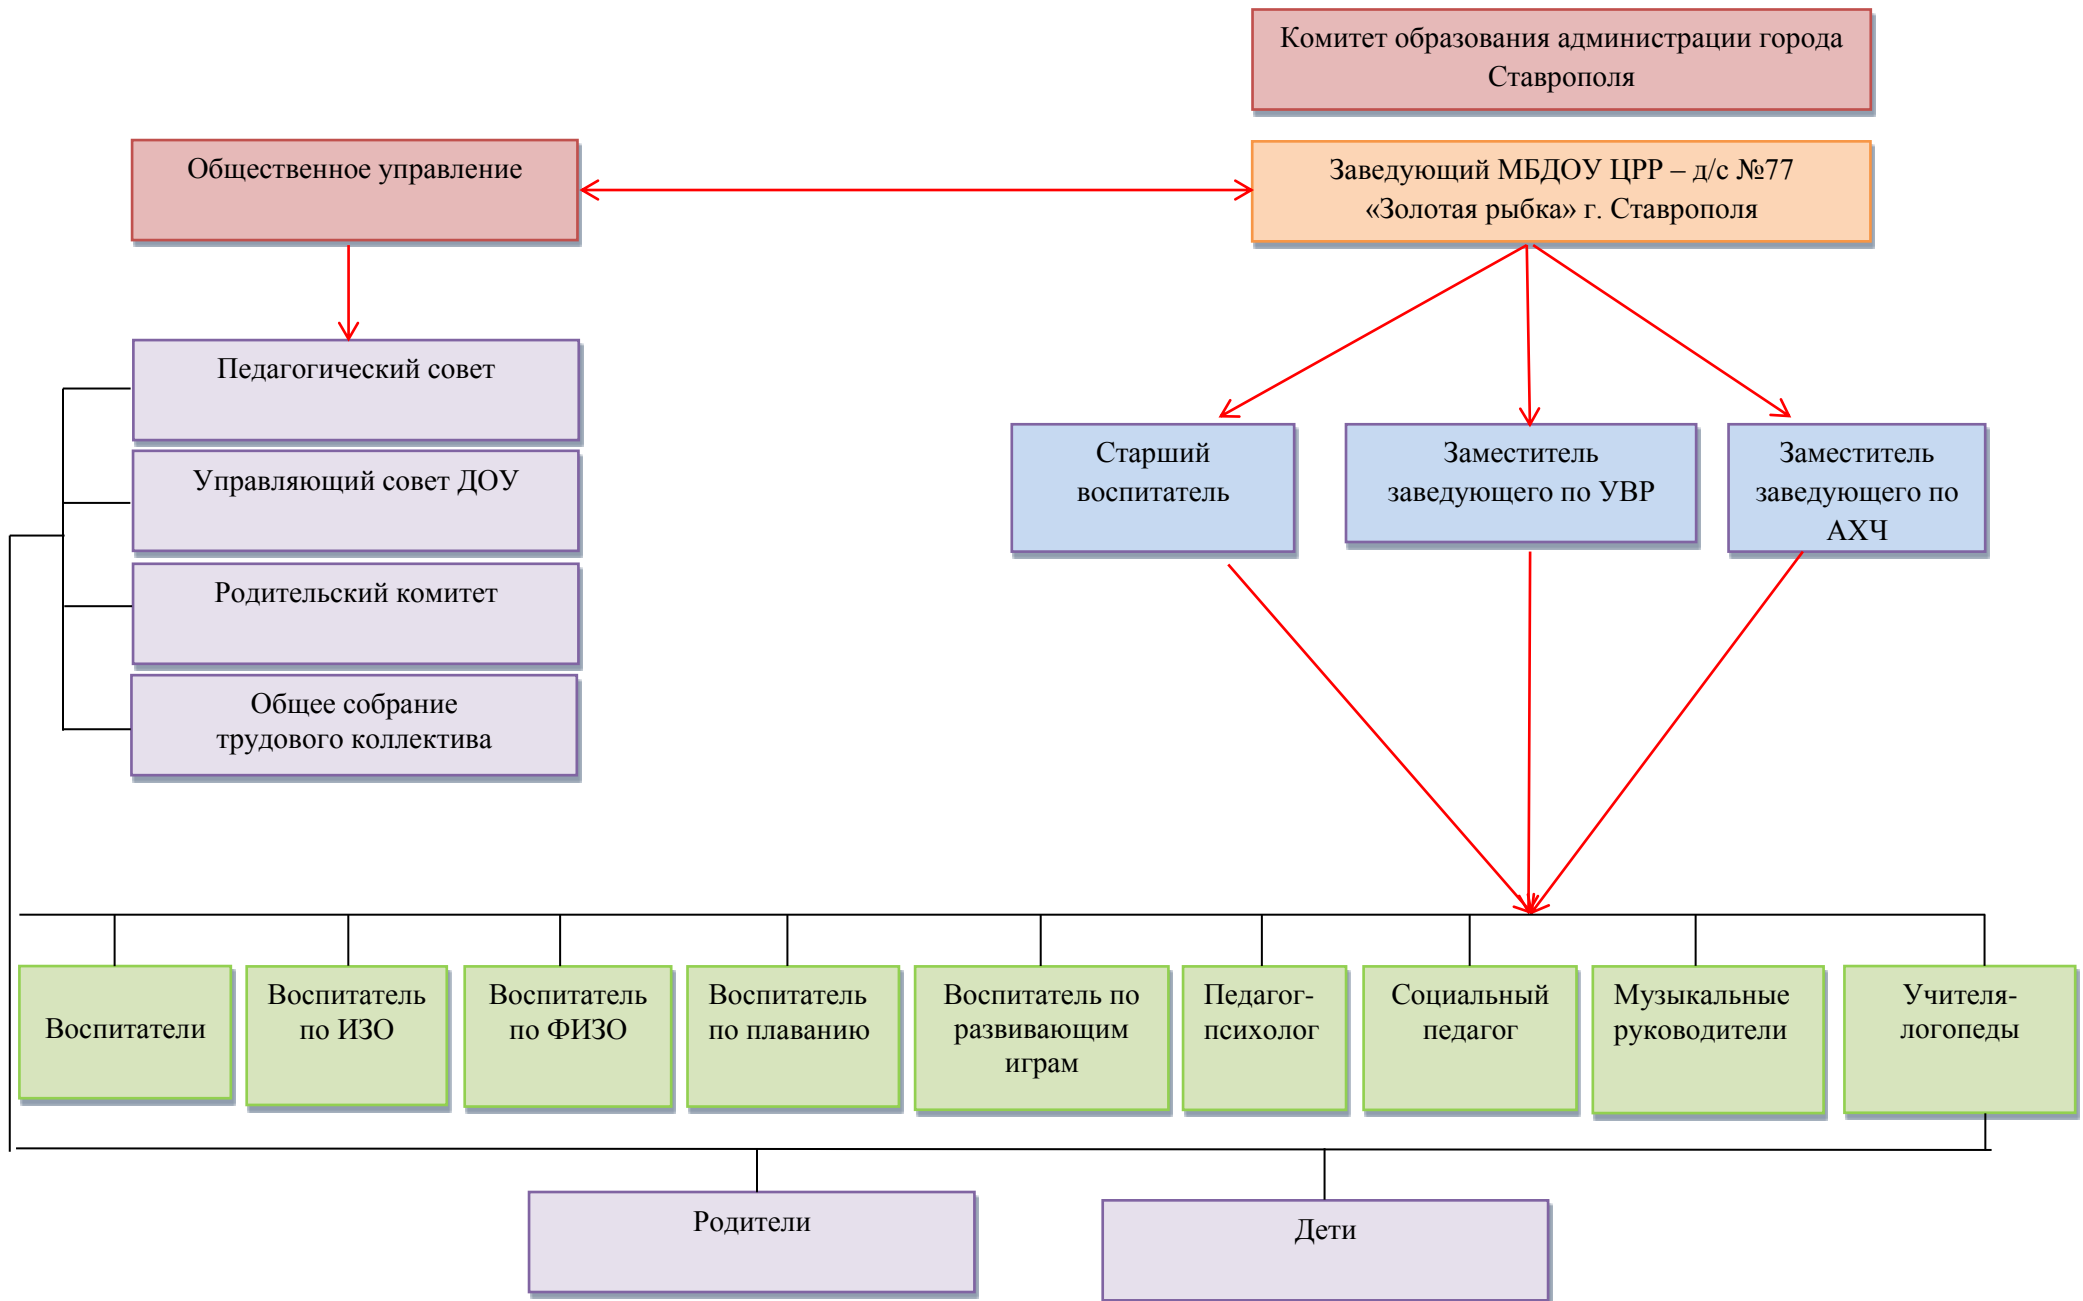 Комитет образования администрации города
Ставрополя
Общественное управление
Заведующий МБДОУ ЦРР – д/с №77
«Золотая рыбка» г. Ставрополя
Педагогический совет
Управляющий совет ДОУ
Родительский комитет
Общее собрание
трудового коллектива
Старший
воспитатель
Заместитель
заведующего по УВР
Заместитель
заведующего по
АХЧ
Воспитатели
Воспитатель
по ИЗО
Воспитатель
по ФИЗО
Воспитатель
по плаванию
Воспитатель по
развивающим
играм
Педагог-
психолог
Социальный
педагог
Музыкальные
руководители
Учителя-
логопеды
Родители
Дети